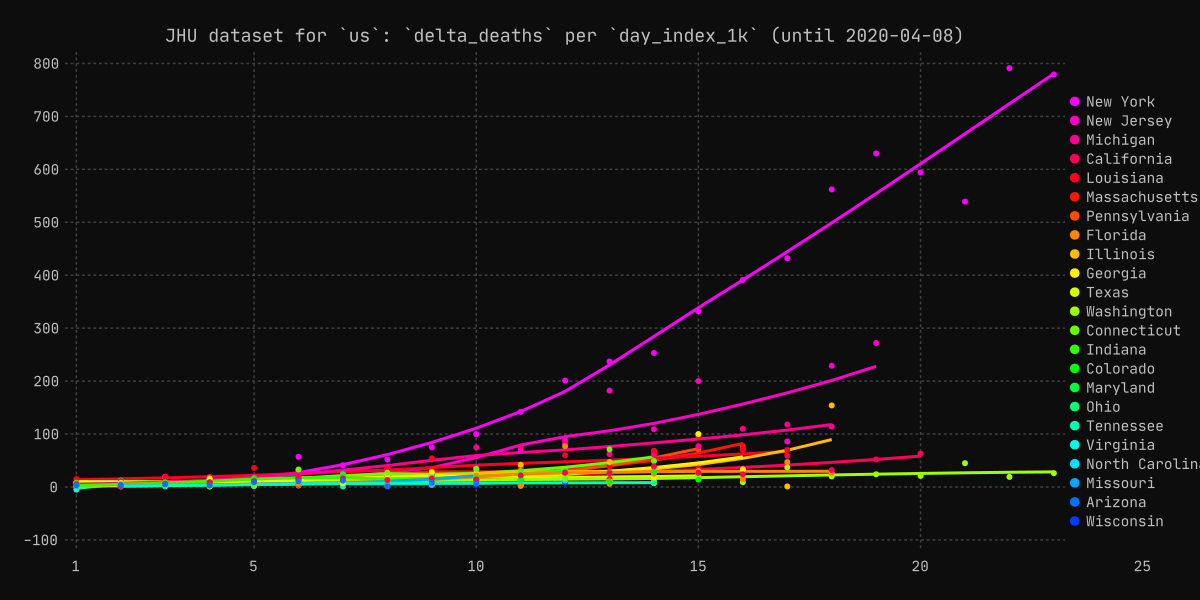 JHU dataset for `us`: `delta_deaths` per `day_index_1k` (until 2020-04-08)
800
700
600
500
400
300
200
100
0
-100
1 5 10 15 20 25
New York
New Jersey
Michigan
California
Louisiana
Massachusetts
Pennsylvania
Florida
Illinois
Georgia
Texas
Washington
Connecticut
Indiana
Colorado
Maryland
Ohio
Tennessee
Virginia
North Carolina
Missouri
Arizona
Wisconsin